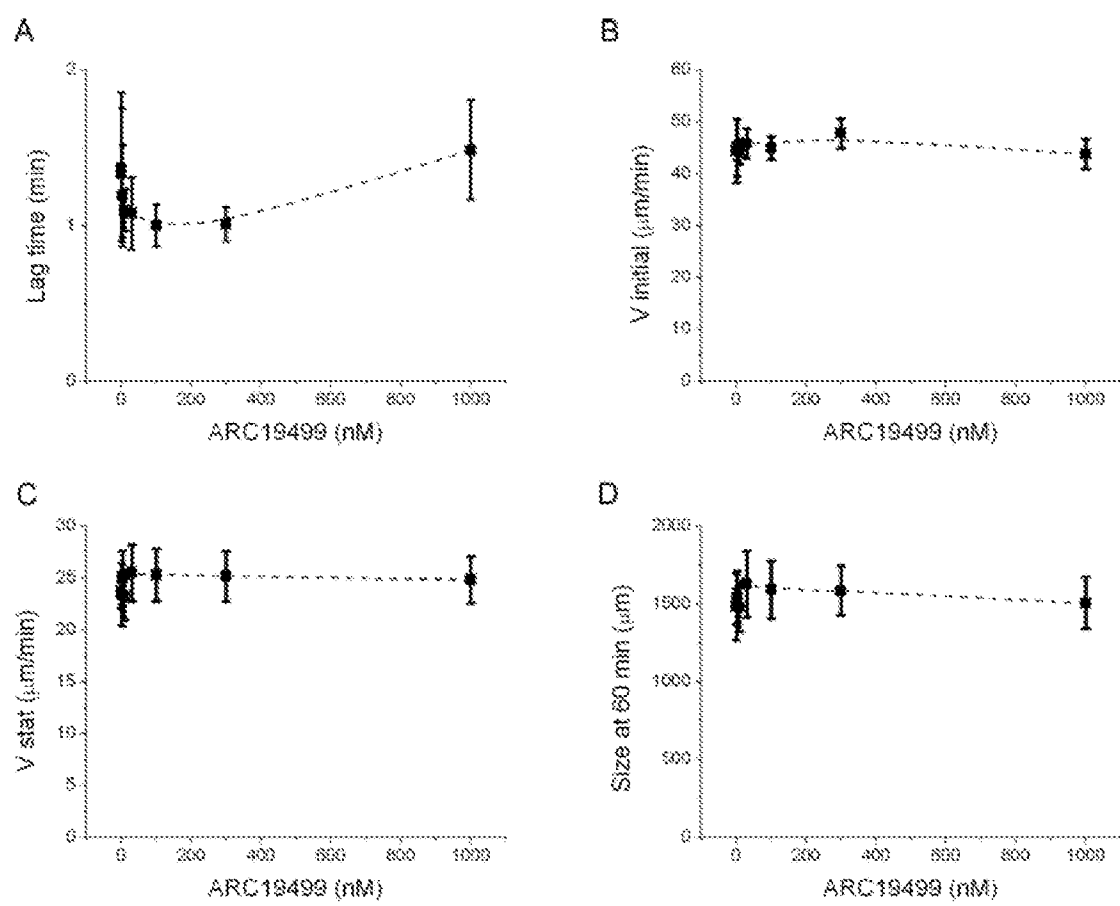 A
2
1
0
Lag time (min)
0 200 400 600 800 1000
ARC19499 (nM)
B
60
50
40
30
20
10
0
V initial (μm/min)
0 200 400 600 800 1000
ARC19499 (nM)
C
30
25
20
15
10
5
0
V stat (μm/min)
0 200 400 600 800 1000
ARC19499 (nM)
D
2000
1500
1000
500
0
Size at 60 min (μm)
0 200 400 600 800 1000
ARC19499 (nM)